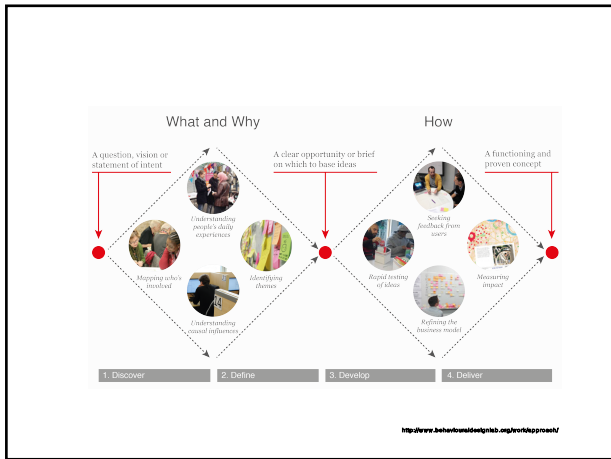 What and Why
How
A question, vision or
statement of intent
A clear opportunity or brief
on which to base ideas
A functioning and
proven concept
Understanding
people's daily
experiences
Mapping who's
involved
Identifying
themes
Understanding
causal influences
Seeking
feedback from
users
Rapid testing
of ideas
Measuring
impact
Refining the
business model
1. Discover
2. Define
3. Develop
4. Deliver
http://www.behaviouraldesignlab.org/work/approach/